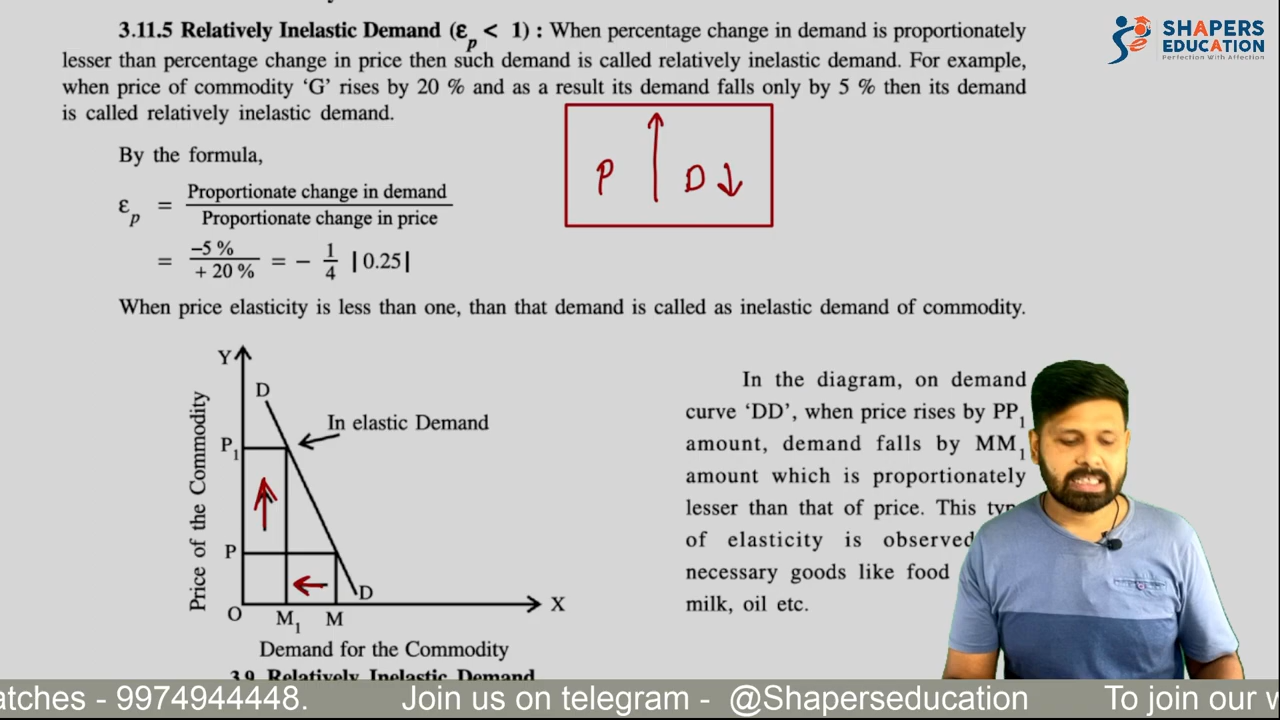 3.11.5 Relatively Inelastic Demand (εp < 1) : When percentage change in demand is proportionately
lesser than percentage change in price then such demand is called relatively inelastic demand. For example,
when price of commodity ‘G’ rises by 20 % and as a result its demand falls only by 5 % then its demand
is called relatively inelastic demand.
SHAPERS
EDUCATION
Perfection With Affection
P D
By the formula,
εp = Proportionate change in demand
Proportionate change in price
= –5 %
+ 20 %
= – 1
4
|0.25|
When price elasticity is less than one, than that demand is called as inelastic demand of commodity.
Y
D
In elastic Demand
P1
P
D
O
M1 M
X
Price of the Commodity
Demand for the Commodity
3.9 Relatively Inelastic Demand
In the diagram, on demand
curve ‘DD’, when price rises by PP1
amount, demand falls by MM1
amount which is proportionately
lesser than that of price. This
of elasticity is observed
necessary goods like food
milk, oil etc.
atches - 9974944448. Join us on telegram - @Shaperseducation To join our w